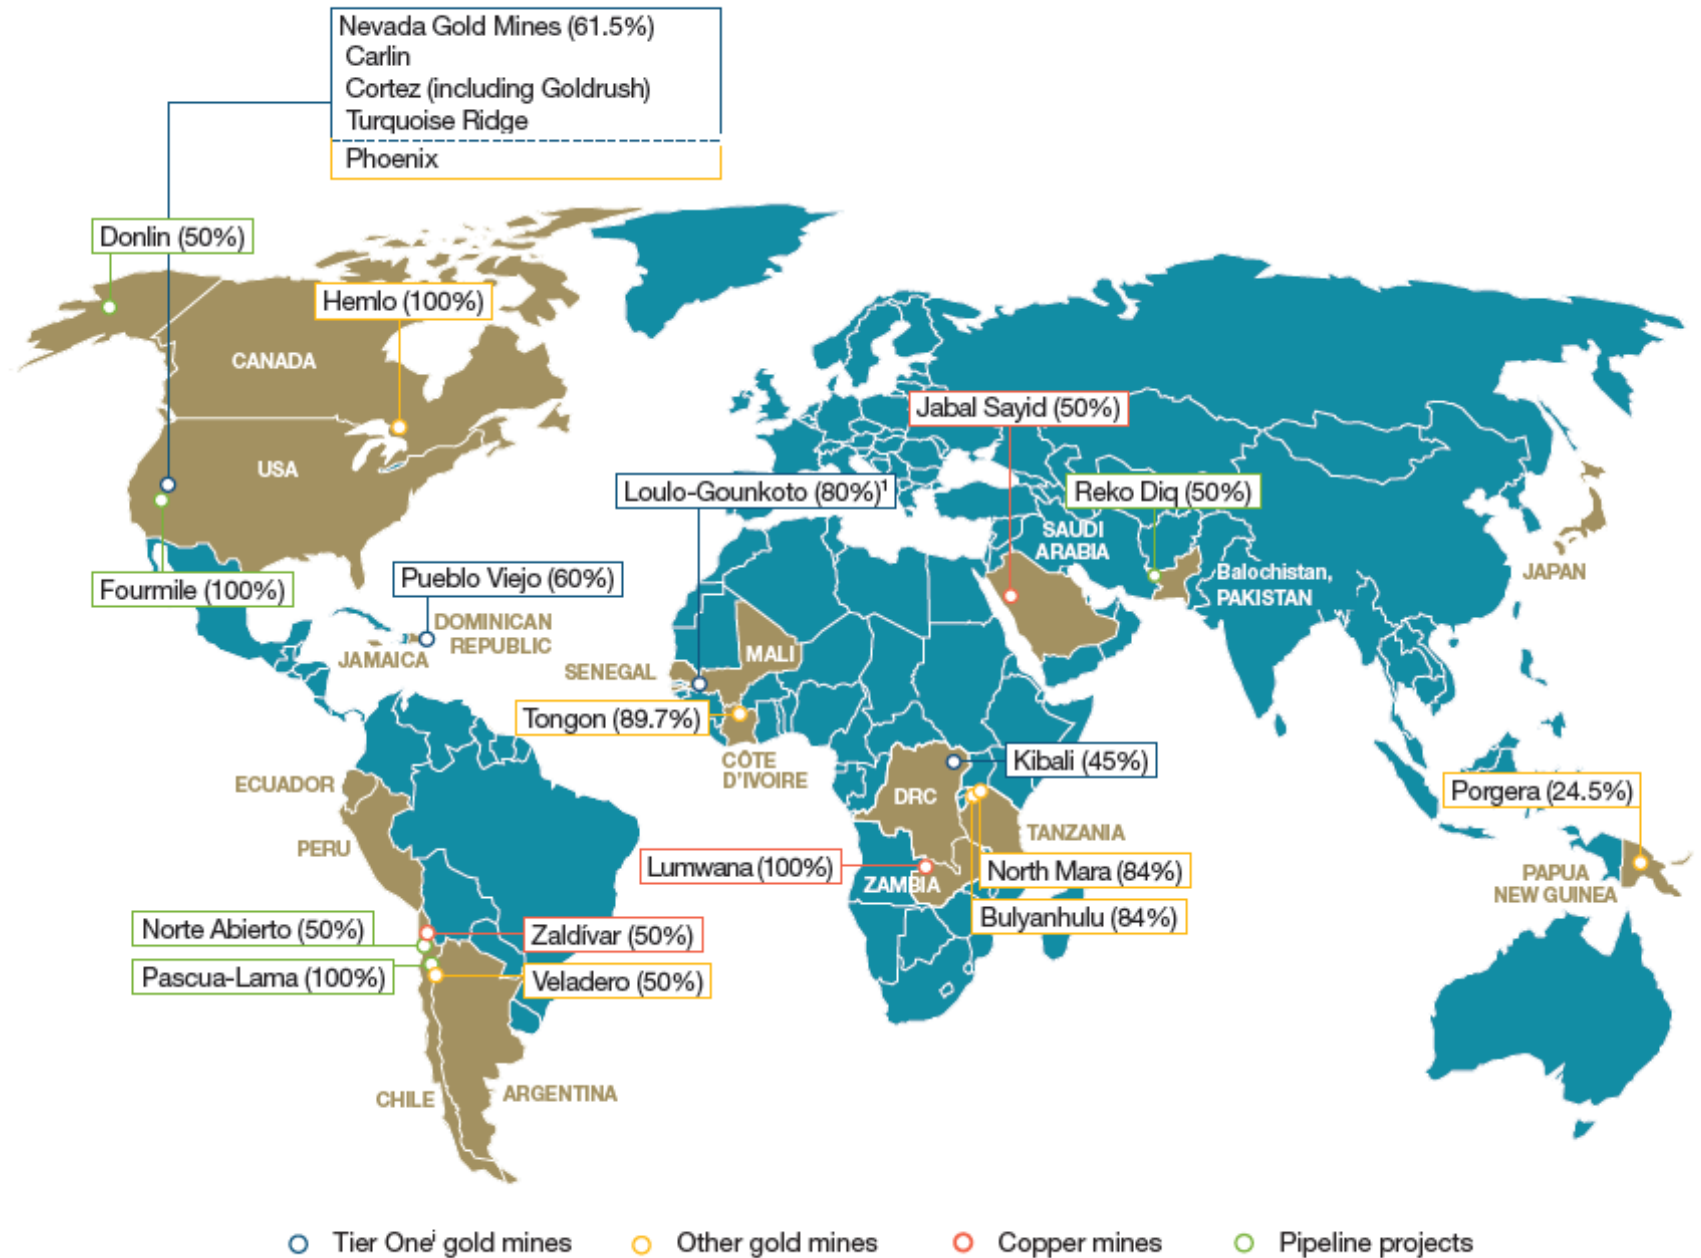 Nevada Gold Mines (61.5%)
Carlin
Cortez (including Goldrush)
Turquoise Ridge
Phoenix
Donlin (50%)
Hemlo (100%)
CANADA
USA
Jabal Sayid (50%)
Loulo-Gounkoto (80%)¹
Reko Diq (50%)
SAUDI
ARABIA
Balochistan,
PAKISTAN
JAPAN
Fourmile (100%)
Pueblo Viejo (60%)
DOMINICAN
REPUBLIC
JAMAICA
SENEGAL
MALI
Tongon (89.7%)
CÔTE
D'IVOIRE
Kibali (45%)
DRC
ECUADOR
PERU
TANZANIA
Porgera (24.5%)
Lumwana (100%)
ZAMBIA
North Mara (84%)
Bulyanhulu (84%)
PAPUA
NEW GUINEA
Norte Abierto (50%)
Zaldívar (50%)
Pascua-Lama (100%)
Veladero (50%)
CHILE
ARGENTINA
Tier Oneⁱ gold mines
Other gold mines
Copper mines
Pipeline projects